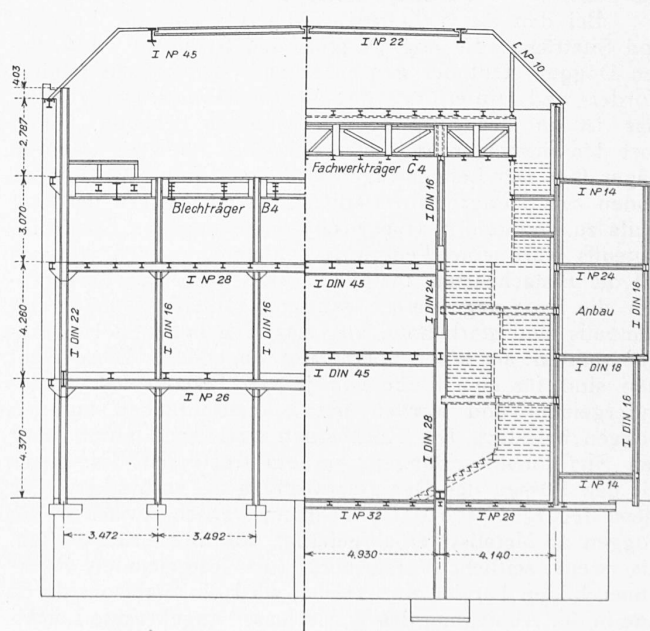 I Nº 45
I Nº 22
C Nº 10
403
2,787
Fachwerkträger C4
I DIN 16
I Nº 14
3,070
Blechträger B4
I Nº 28
I DIN 45
I Nº 24
4,260
I DIN 22
I DIN 16
I DIN 16
I DIN 24
Anbau
I DIN 16
I DIN 45
I DIN 18
I Nº 26
4,370
I DIN 28
I DIN 16
I Nº 14
I Nº 32
I Nº 28
3,472
3,492
4,930
4,140